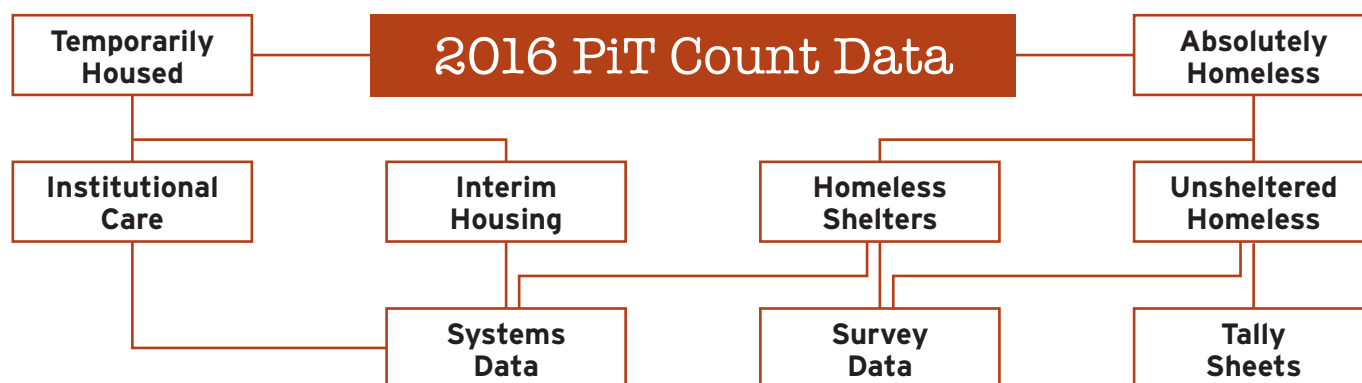 Temporarily
Housed
2016 PiT Count Data
Absolutely
Homeless
Institutional
Care
Interim
Housing
Homeless
Shelters
Unsheltered
Homeless
Systems
Data
Survey
Data
Tally
Sheets